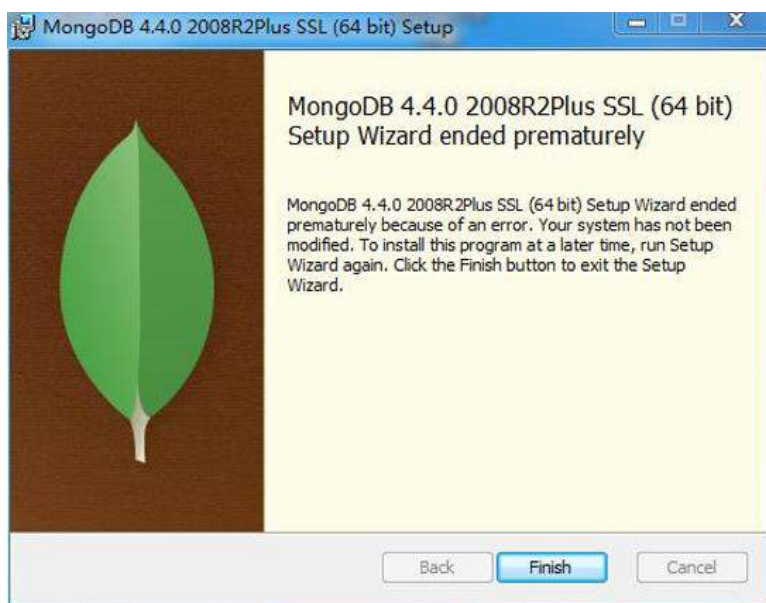 MongoDB 4.4.0 2008R2Plus SSL (64 bit) Setup
MongoDB 4.4.0 2008R2Plus SSL (64 bit)
Setup Wizard ended prematurely
MongoDB 4.4.0 2008R2Plus SSL (64 bit) Setup Wizard ended
prematurely because of an error. Your system has not been
modified. To install this program at a later time, run Setup
Wizard again. Click the Finish button to exit the Setup
Wizard.
Back Finish Cancel